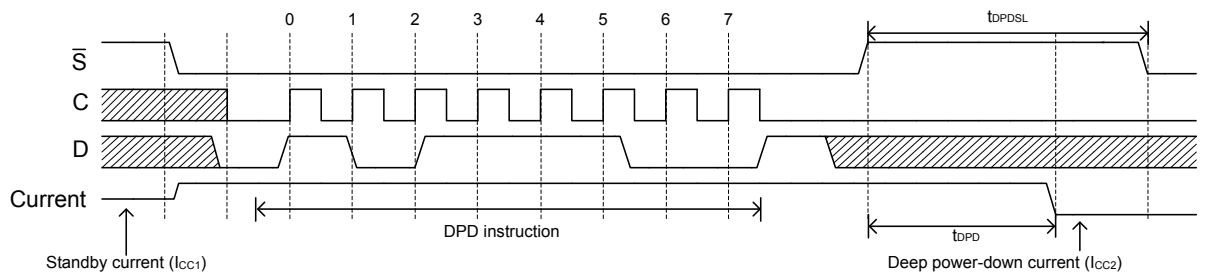 0 1 2 3 4 5 6 7
tDPDSL
S̅
C
D
Current
DPD instruction
tDPD
Standby current (ICC1)
Deep power-down current (ICC2)